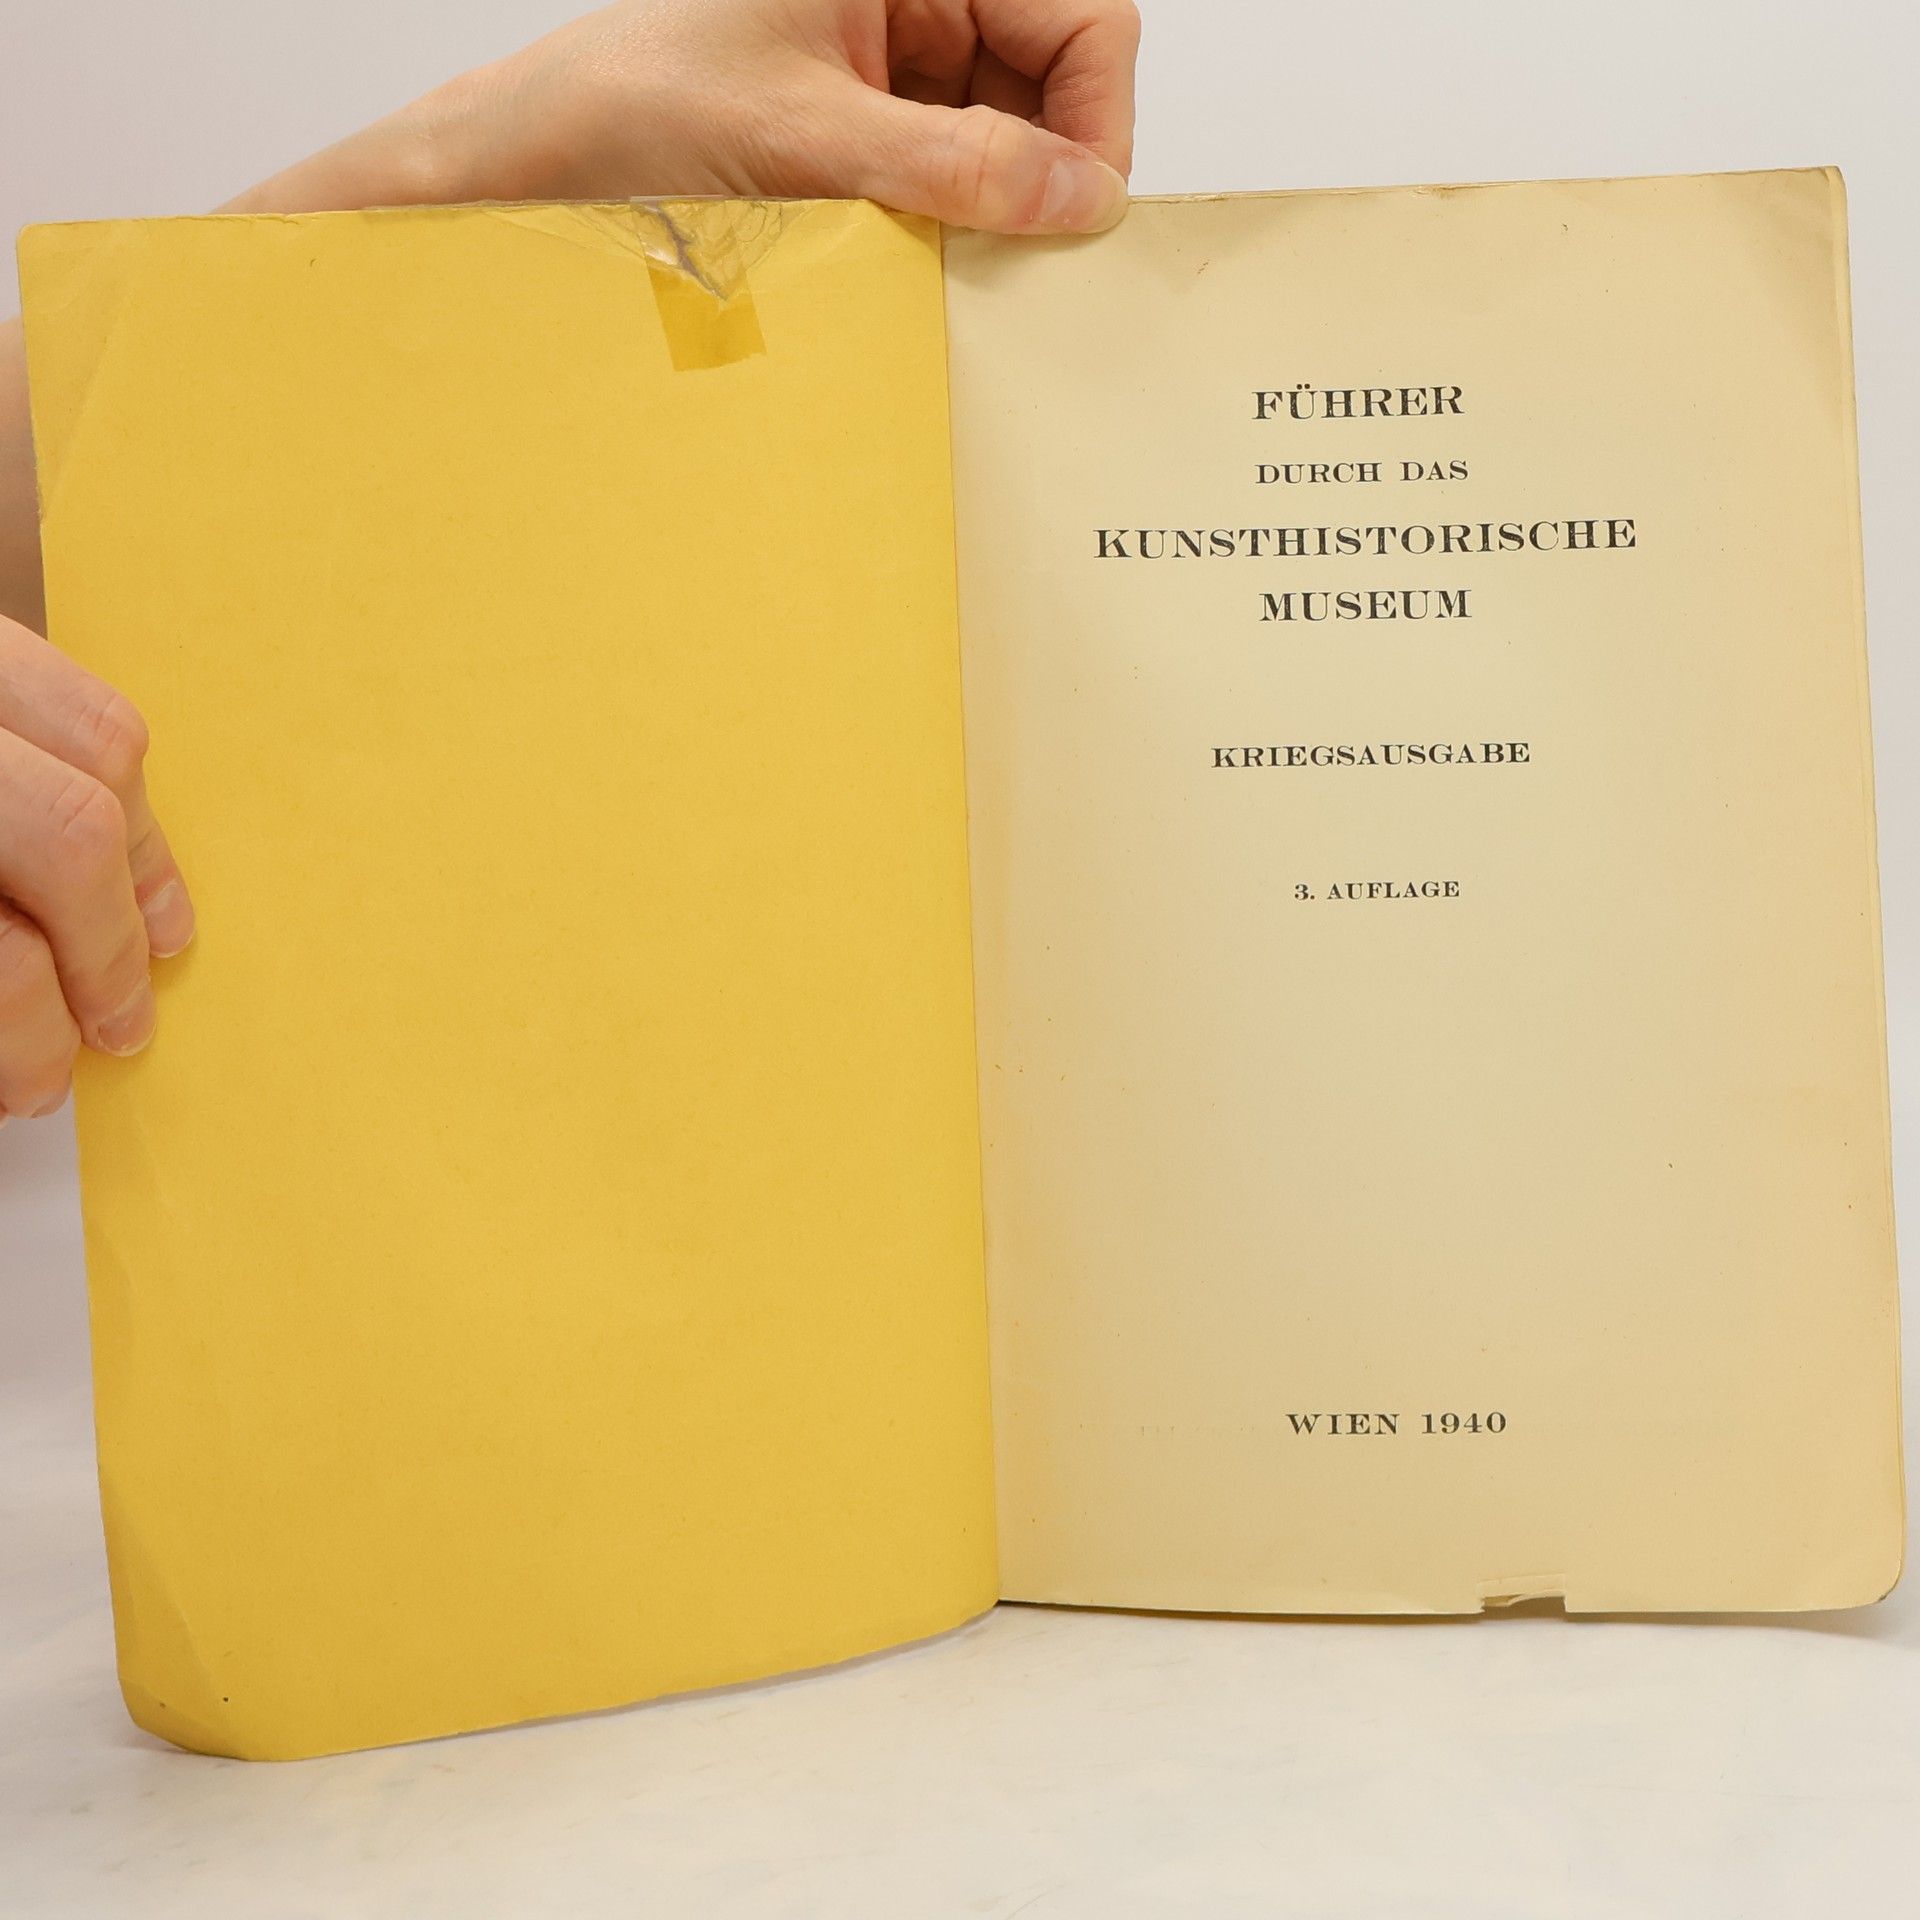 FÜHRER
DURCH DAS
KUNSTHISTORISCHE
MUSEUM
KRIEGSAUSGABE
3. AUFLAGE
WIEN 1940